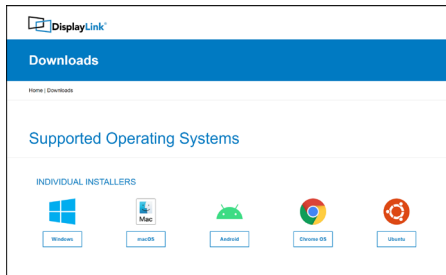 DisplayLink®
Downloads
Home | Downloads
Supported Operating Systems
INDIVIDUAL INSTALLERS
Mac
Windows
macOS
Android
Chrome OS
Ubuntu